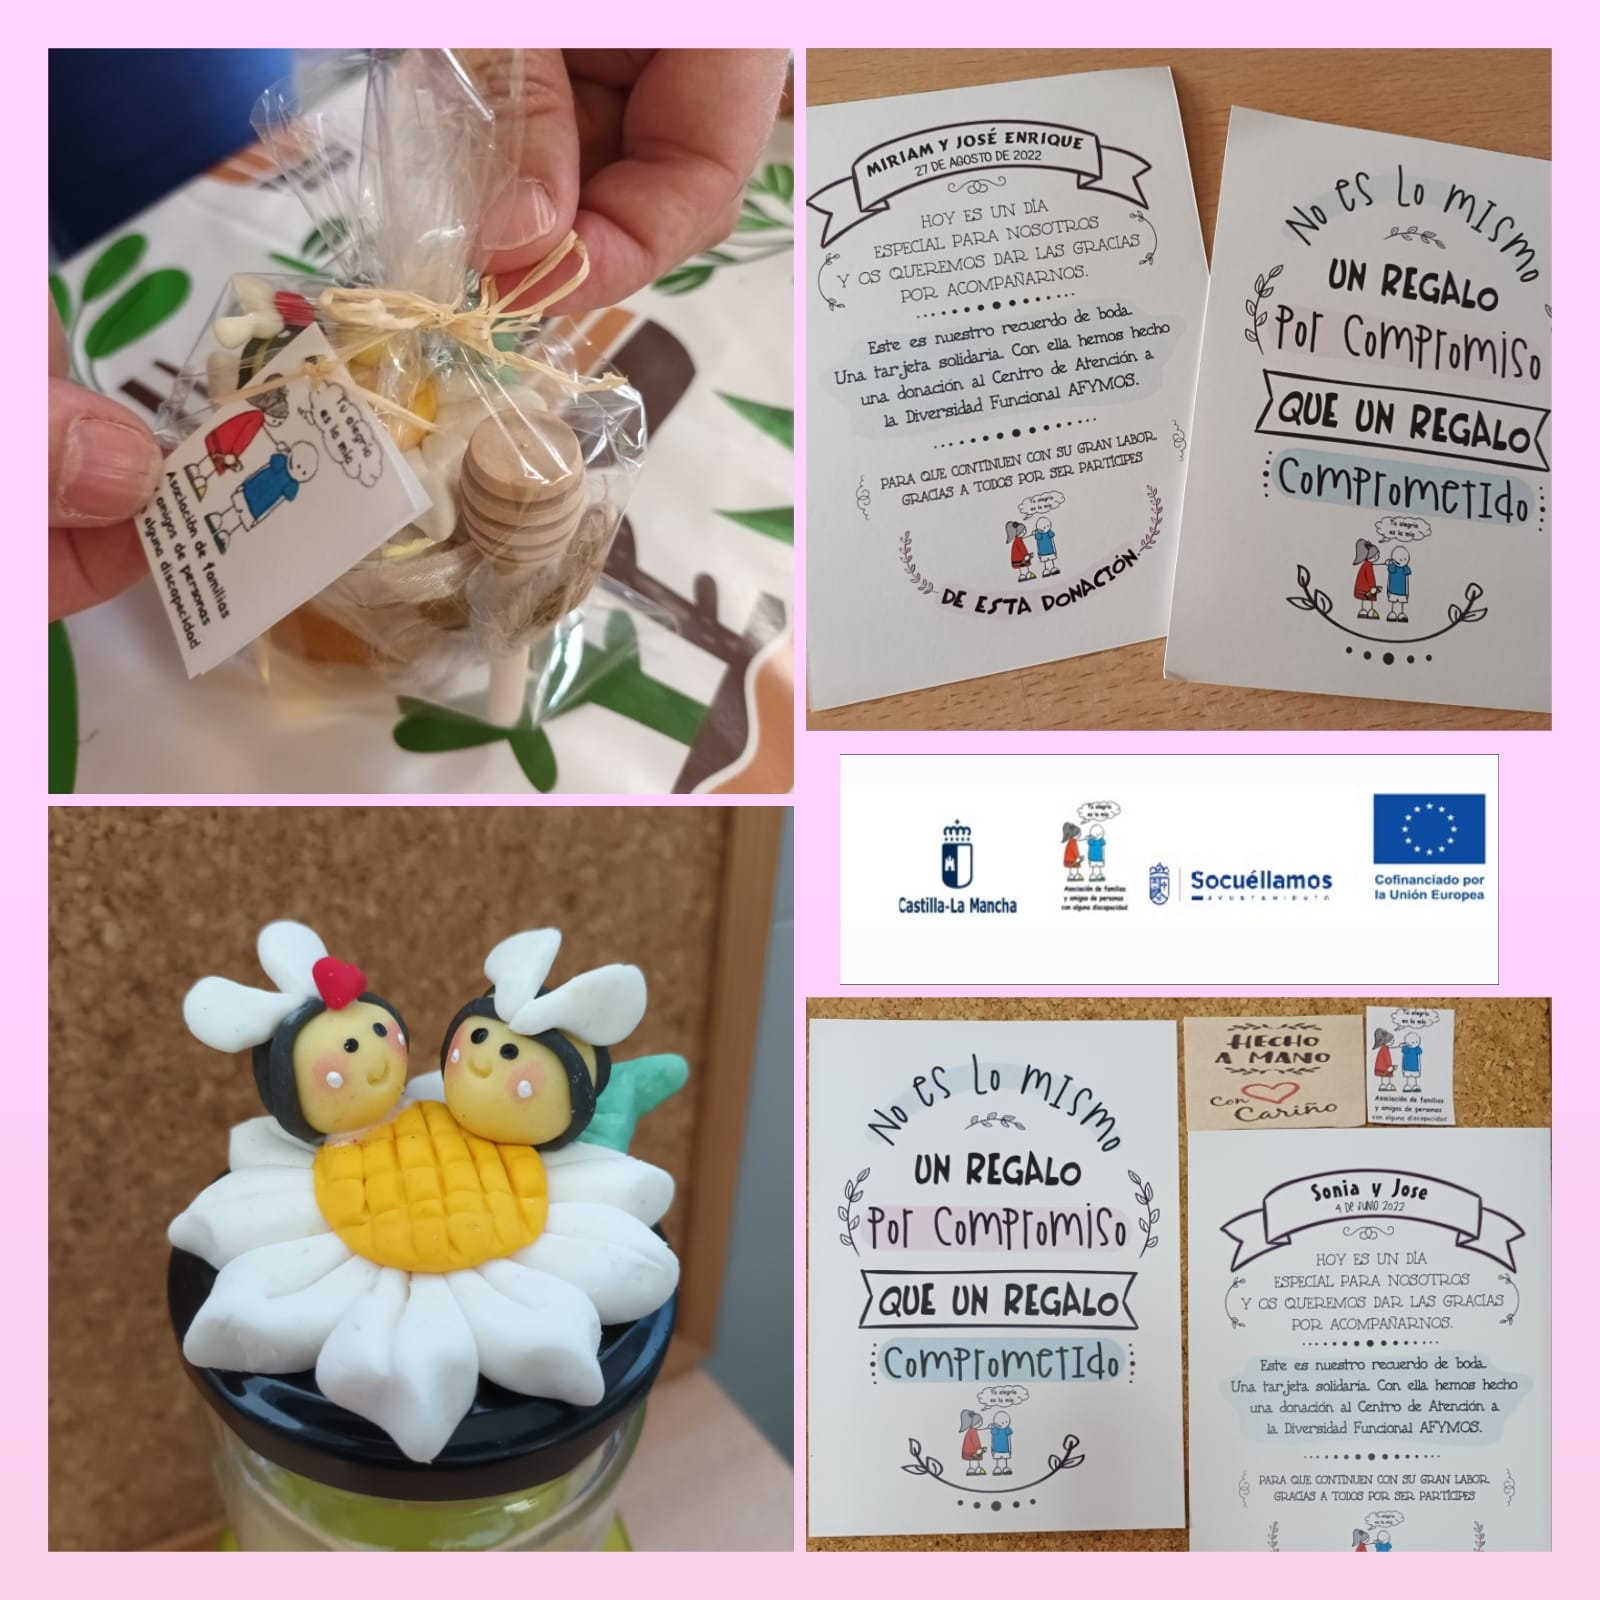 Tu alegría
es la mía
Asociación de familias
y amigos de personas
alguna discapacidad
MIRIAM Y JOSÉ ENRIQUE
27 DE AGOSTO DE 2022
HOY ES UN DÍA
ESPECIAL PARA NOSOTROS
Y OS QUEREMOS DAR LAS GRACIAS
POR ACOMPAÑARNOS.
Este es nuestro recuerdo de boda.
Una tarjeta solidaria. Con ella hemos hecho
una donación al Centro de Atención a
la Diversidad Funcional AFYMOS.
PARA QUE CONTINUEN CON SU GRAN LABOR
GRACIAS A TODOS POR SER PARTÍCIPES
Tu alegría
es la mía
DE ESTA DONACIÓN.
No es lo mismo
UN REGALO
Por Compromiso
QUE UN REGALO
Comprometido
Tu alegría
es la mía
Castilla-La Mancha
Tu alegría
es la mía
Asociación de familias
y amigos de personas
con alguna discapacidad
Socuéllamos
AYUNTAMIENTO
Cofinanciado por
la Unión Europea
No es lo mismo
UN REGALO
Por Compromiso
QUE UN REGALO
Comprometido
Tu alegría
es la mía
HECHO
A MANO
Con
Cariño
Tu alegría
es la mía
Asociación de familias
y amigos de personas
con alguna discapacidad
Sonia y Jose
4 DE JUNIO 2022
HOY ES UN DÍA
ESPECIAL PARA NOSOTROS
Y OS QUEREMOS DAR LAS GRACIAS
POR ACOMPAÑARNOS.
Este es nuestro recuerdo de boda.
Una tarjeta solidaria. Con ella hemos hecho
una donación al Centro de Atención a
la Diversidad Funcional AFYMOS.
PARA QUE CONTINUEN CON SU GRAN LABOR
GRACIAS A TODOS POR SER PARTÍCIPES
Tu alegría
es la mía